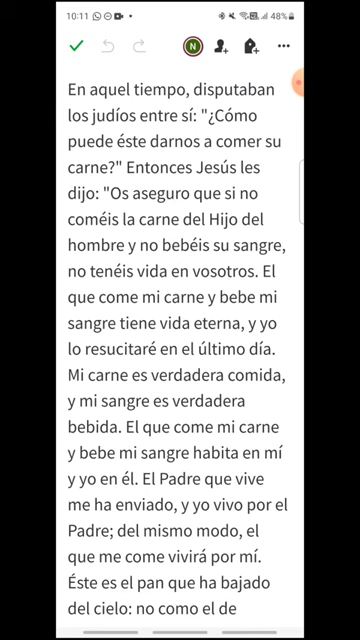 10:11
48%
N
En aquel tiempo, disputaban
los judíos entre sí: "¿Cómo
puede éste darnos a comer su
carne?" Entonces Jesús les
dijo: "Os aseguro que si no
coméis la carne del Hijo del
hombre y no bebéis su sangre,
no tenéis vida en vosotros. El
que come mi carne y bebe mi
sangre tiene vida eterna, y yo
lo resucitaré en el último día.
Mi carne es verdadera comida,
y mi sangre es verdadera
bebida. El que come mi carne
y bebe mi sangre habita en mí
y yo en él. El Padre que vive
me ha enviado, y yo vivo por el
Padre; del mismo modo, el
que me come vivirá por mí.
Éste es el pan que ha bajado
del cielo: no como el de